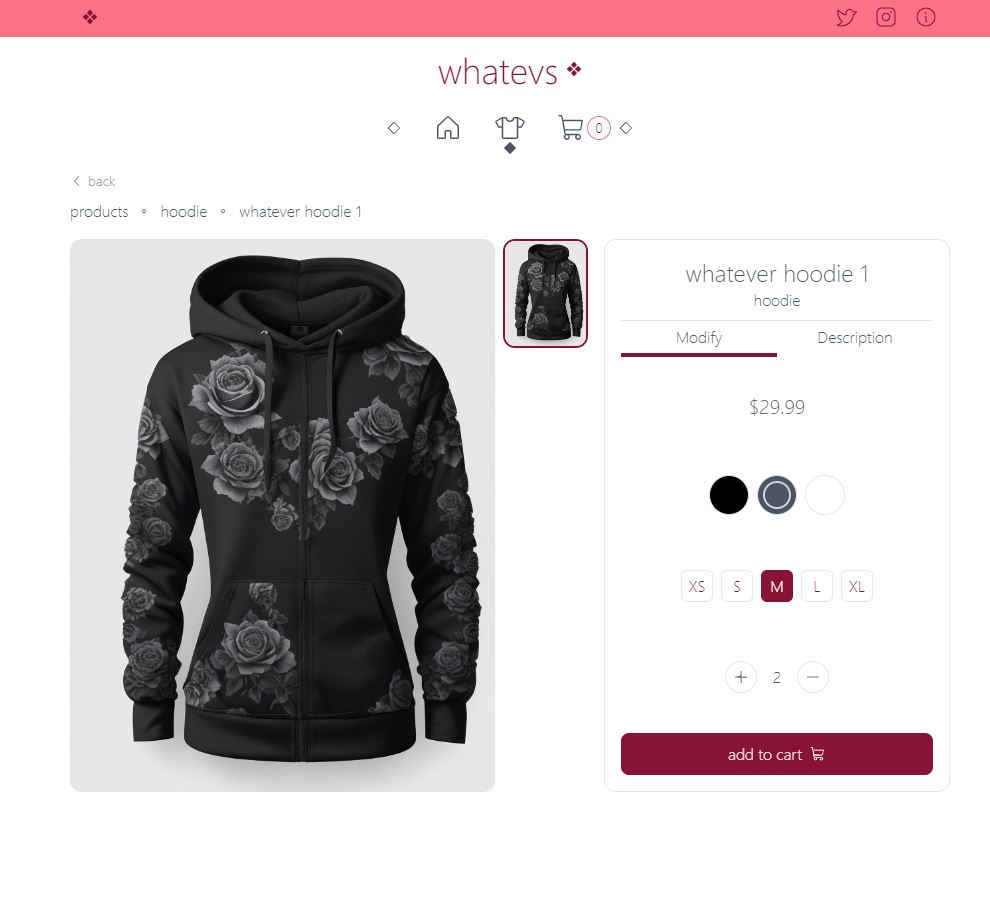 whatevs
0
back
products
hoodie
whatever hoodie 1
whatever hoodie 1
hoodie
Modify
Description
$29.99
XS
S
M
L
XL
+ 2 −
add to cart